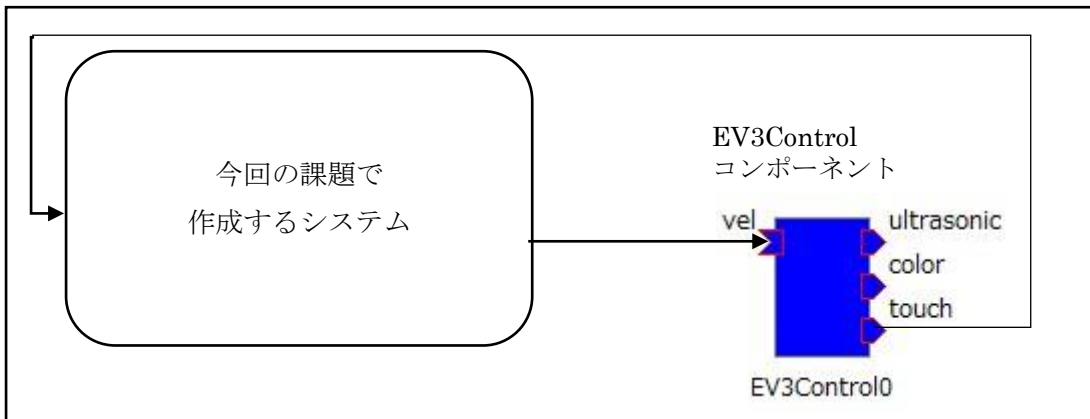 今回の課題で
作成するシステム
EV3Control
コンポーネント
vel
ultrasonic
color
touch
EV3Control0